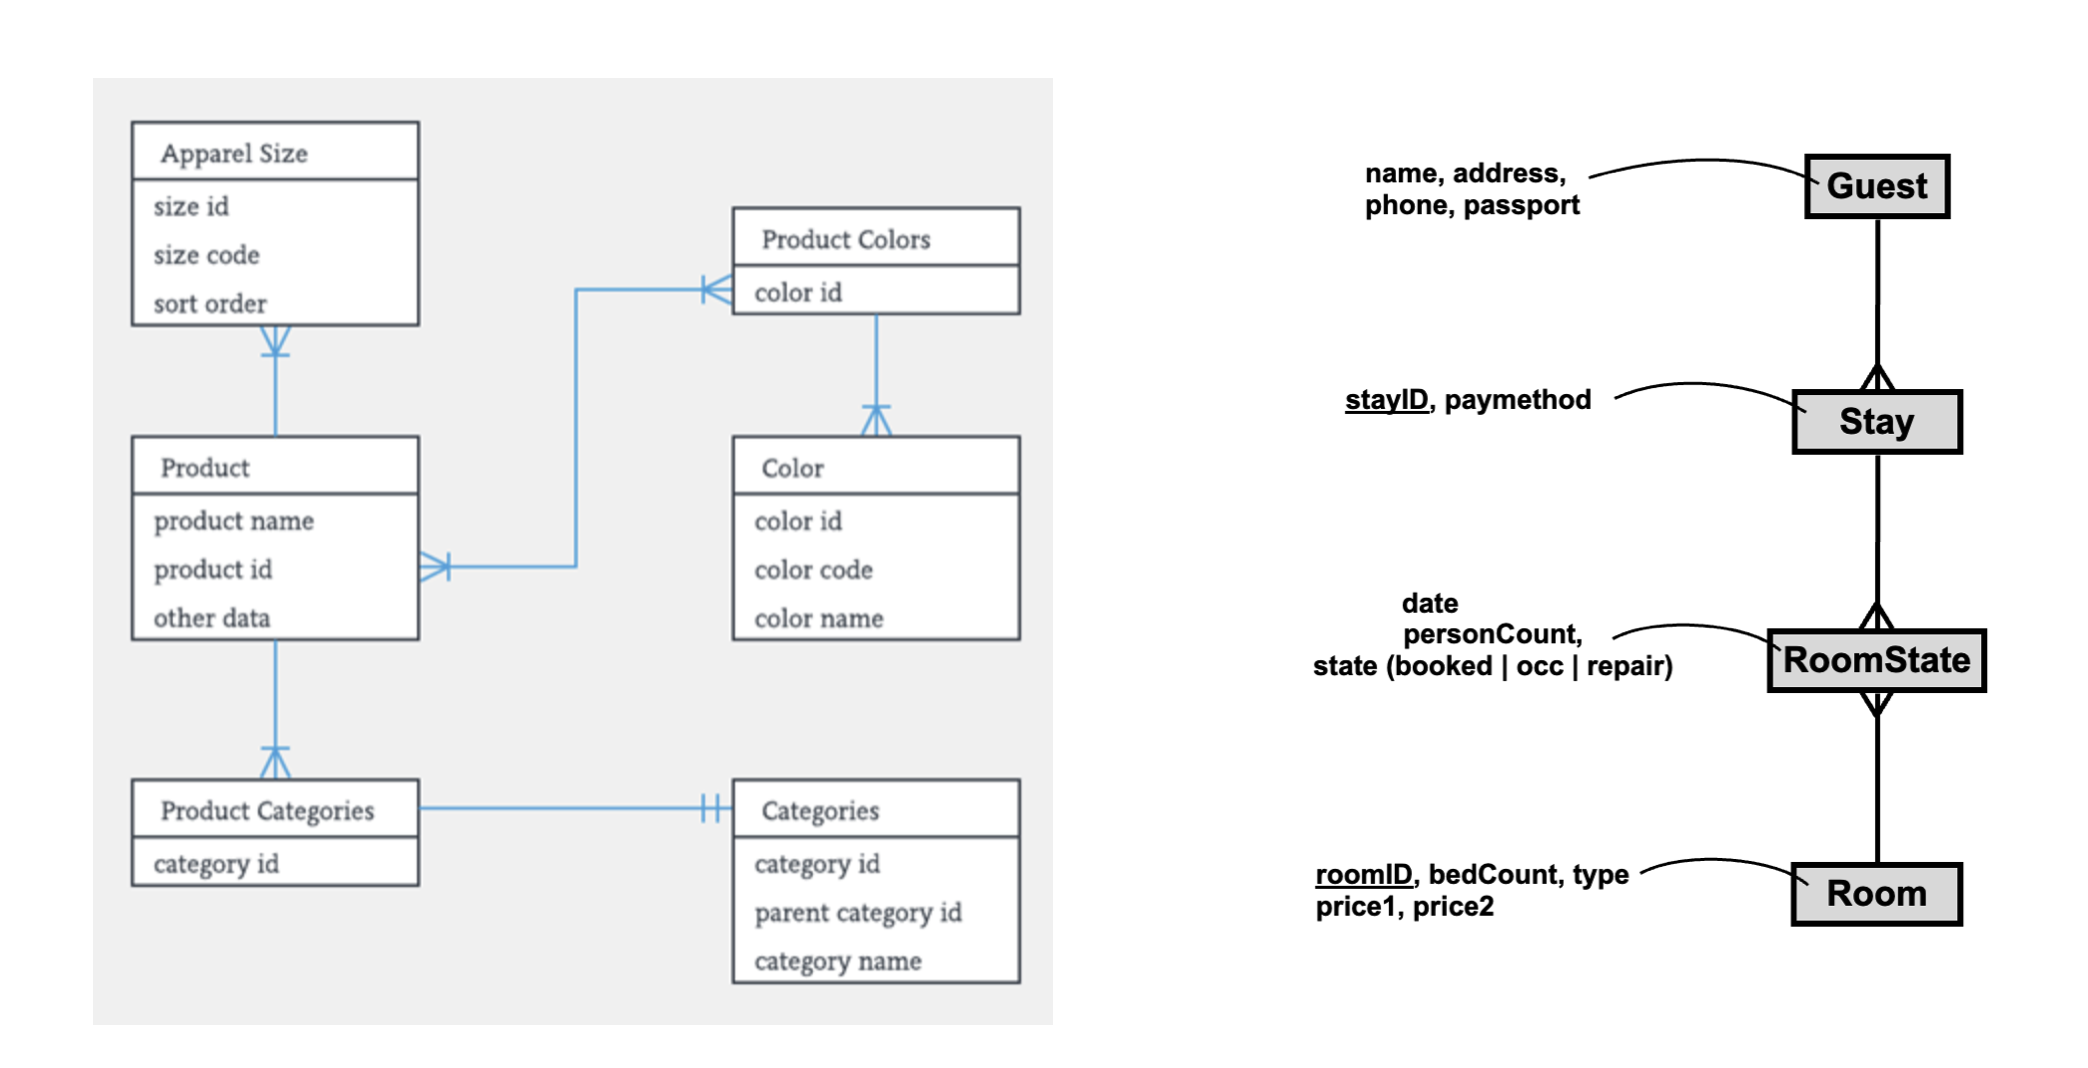 Apparel Size
size id
size code
sort order
Product Colors
color id
Product
product name
product id
other data
Color
color id
color code
color name
Product Categories
category id
Categories
category id
parent category id
category name
name, address,
phone, passport
Guest
stayID, paymethod
Stay
date
personCount,
state (booked | occ | repair)
RoomState
roomID, bedCount, type
price1, price2
Room